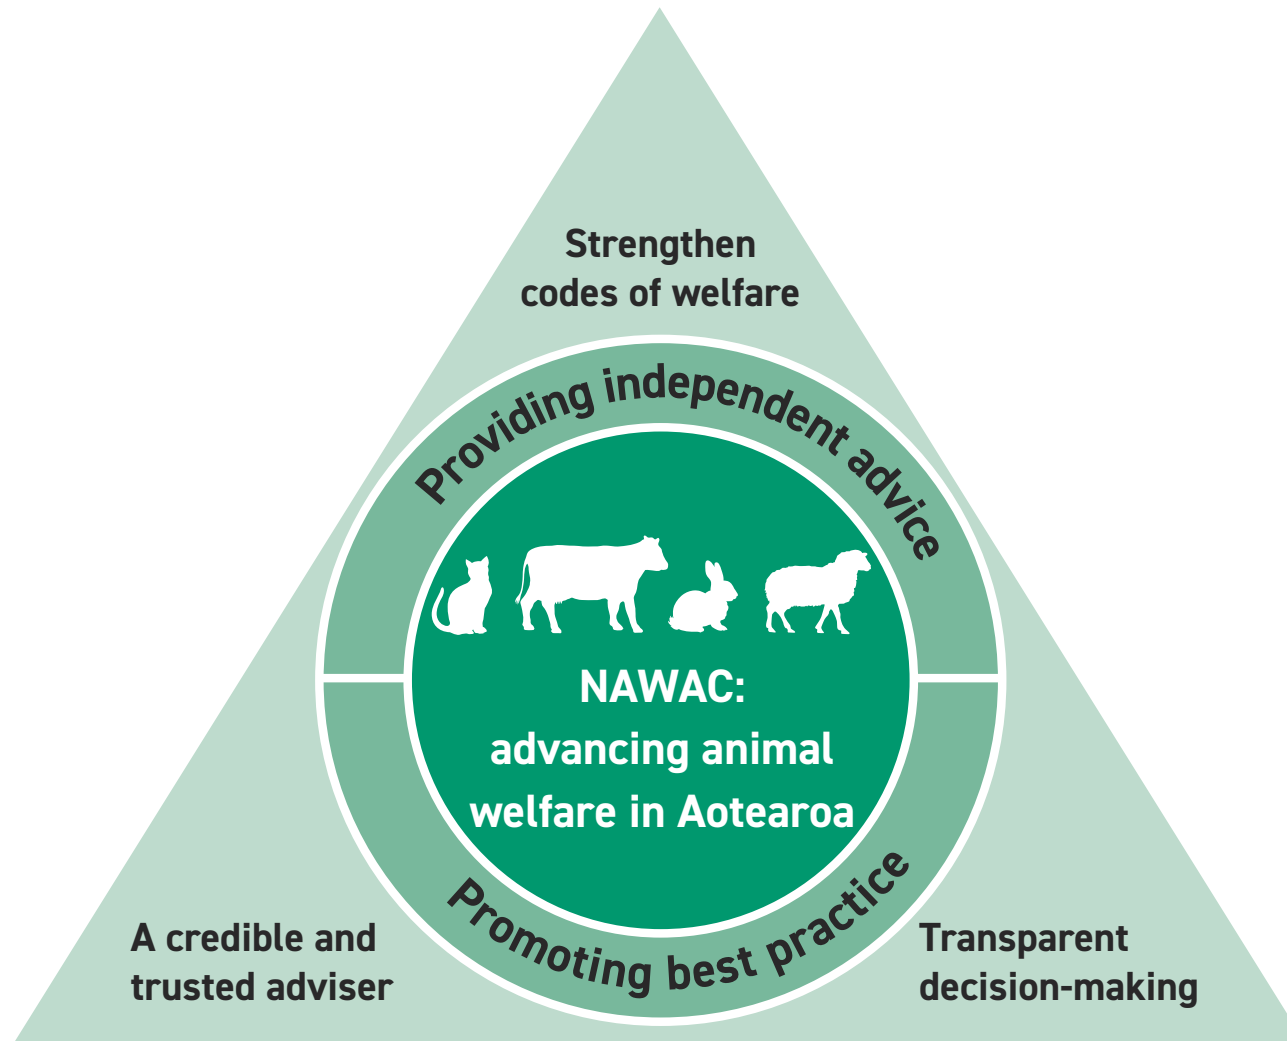 Strengthen
codes of welfare
Providing independent advice
NAWAC:
advancing animal
welfare in Aotearoa
Promoting best practice
A credible and
trusted adviser
Transparent
decision-making